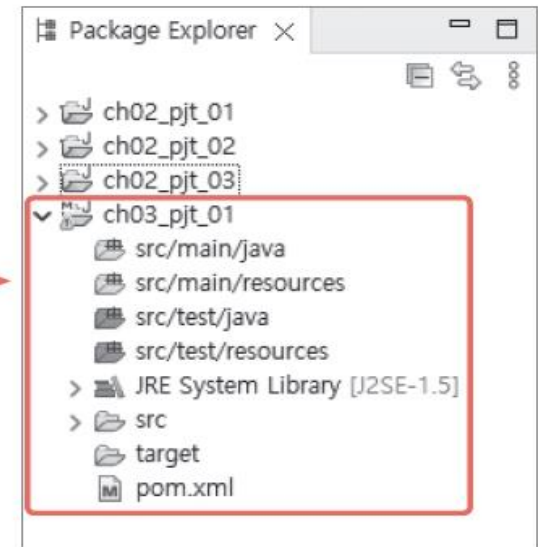 Package Explorer
ch02_pjt_01
ch02_pjt_02
ch02_pjt_03
ch03_pjt_01
src/main/java
src/main/resources
src/test/java
src/test/resources
JRE System Library [J2SE-1.5]
src
target
pom.xml